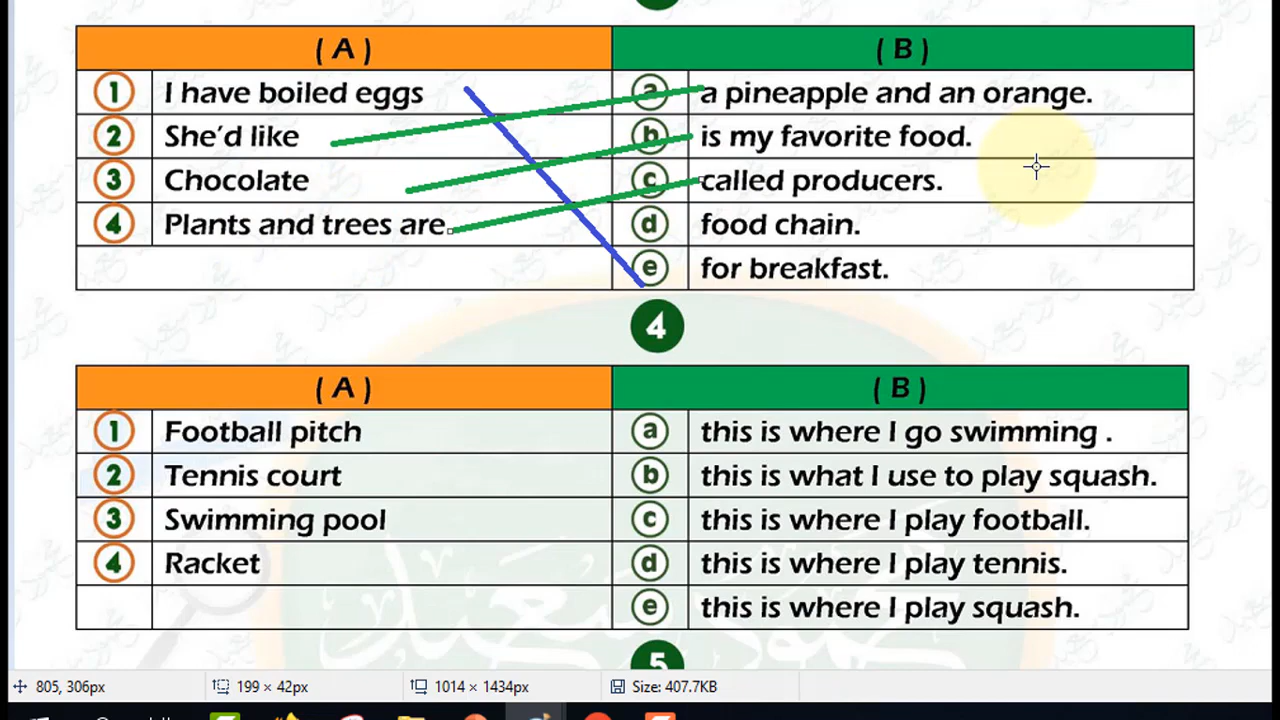 ( A ) ( B )
1 I have boiled eggs a a pineapple and an orange.
2 She'd like b is my favorite food.
3 Chocolate c called producers.
4 Plants and trees are d food chain.
e for breakfast.
4
( A ) ( B )
1 Football pitch a this is where I go swimming .
2 Tennis court b this is what I use to play squash.
3 Swimming pool c this is where I play football.
4 Racket d this is where I play tennis.
e this is where I play squash.
5
805, 306px 199 × 42px 1014 × 1434px Size: 407.7KB